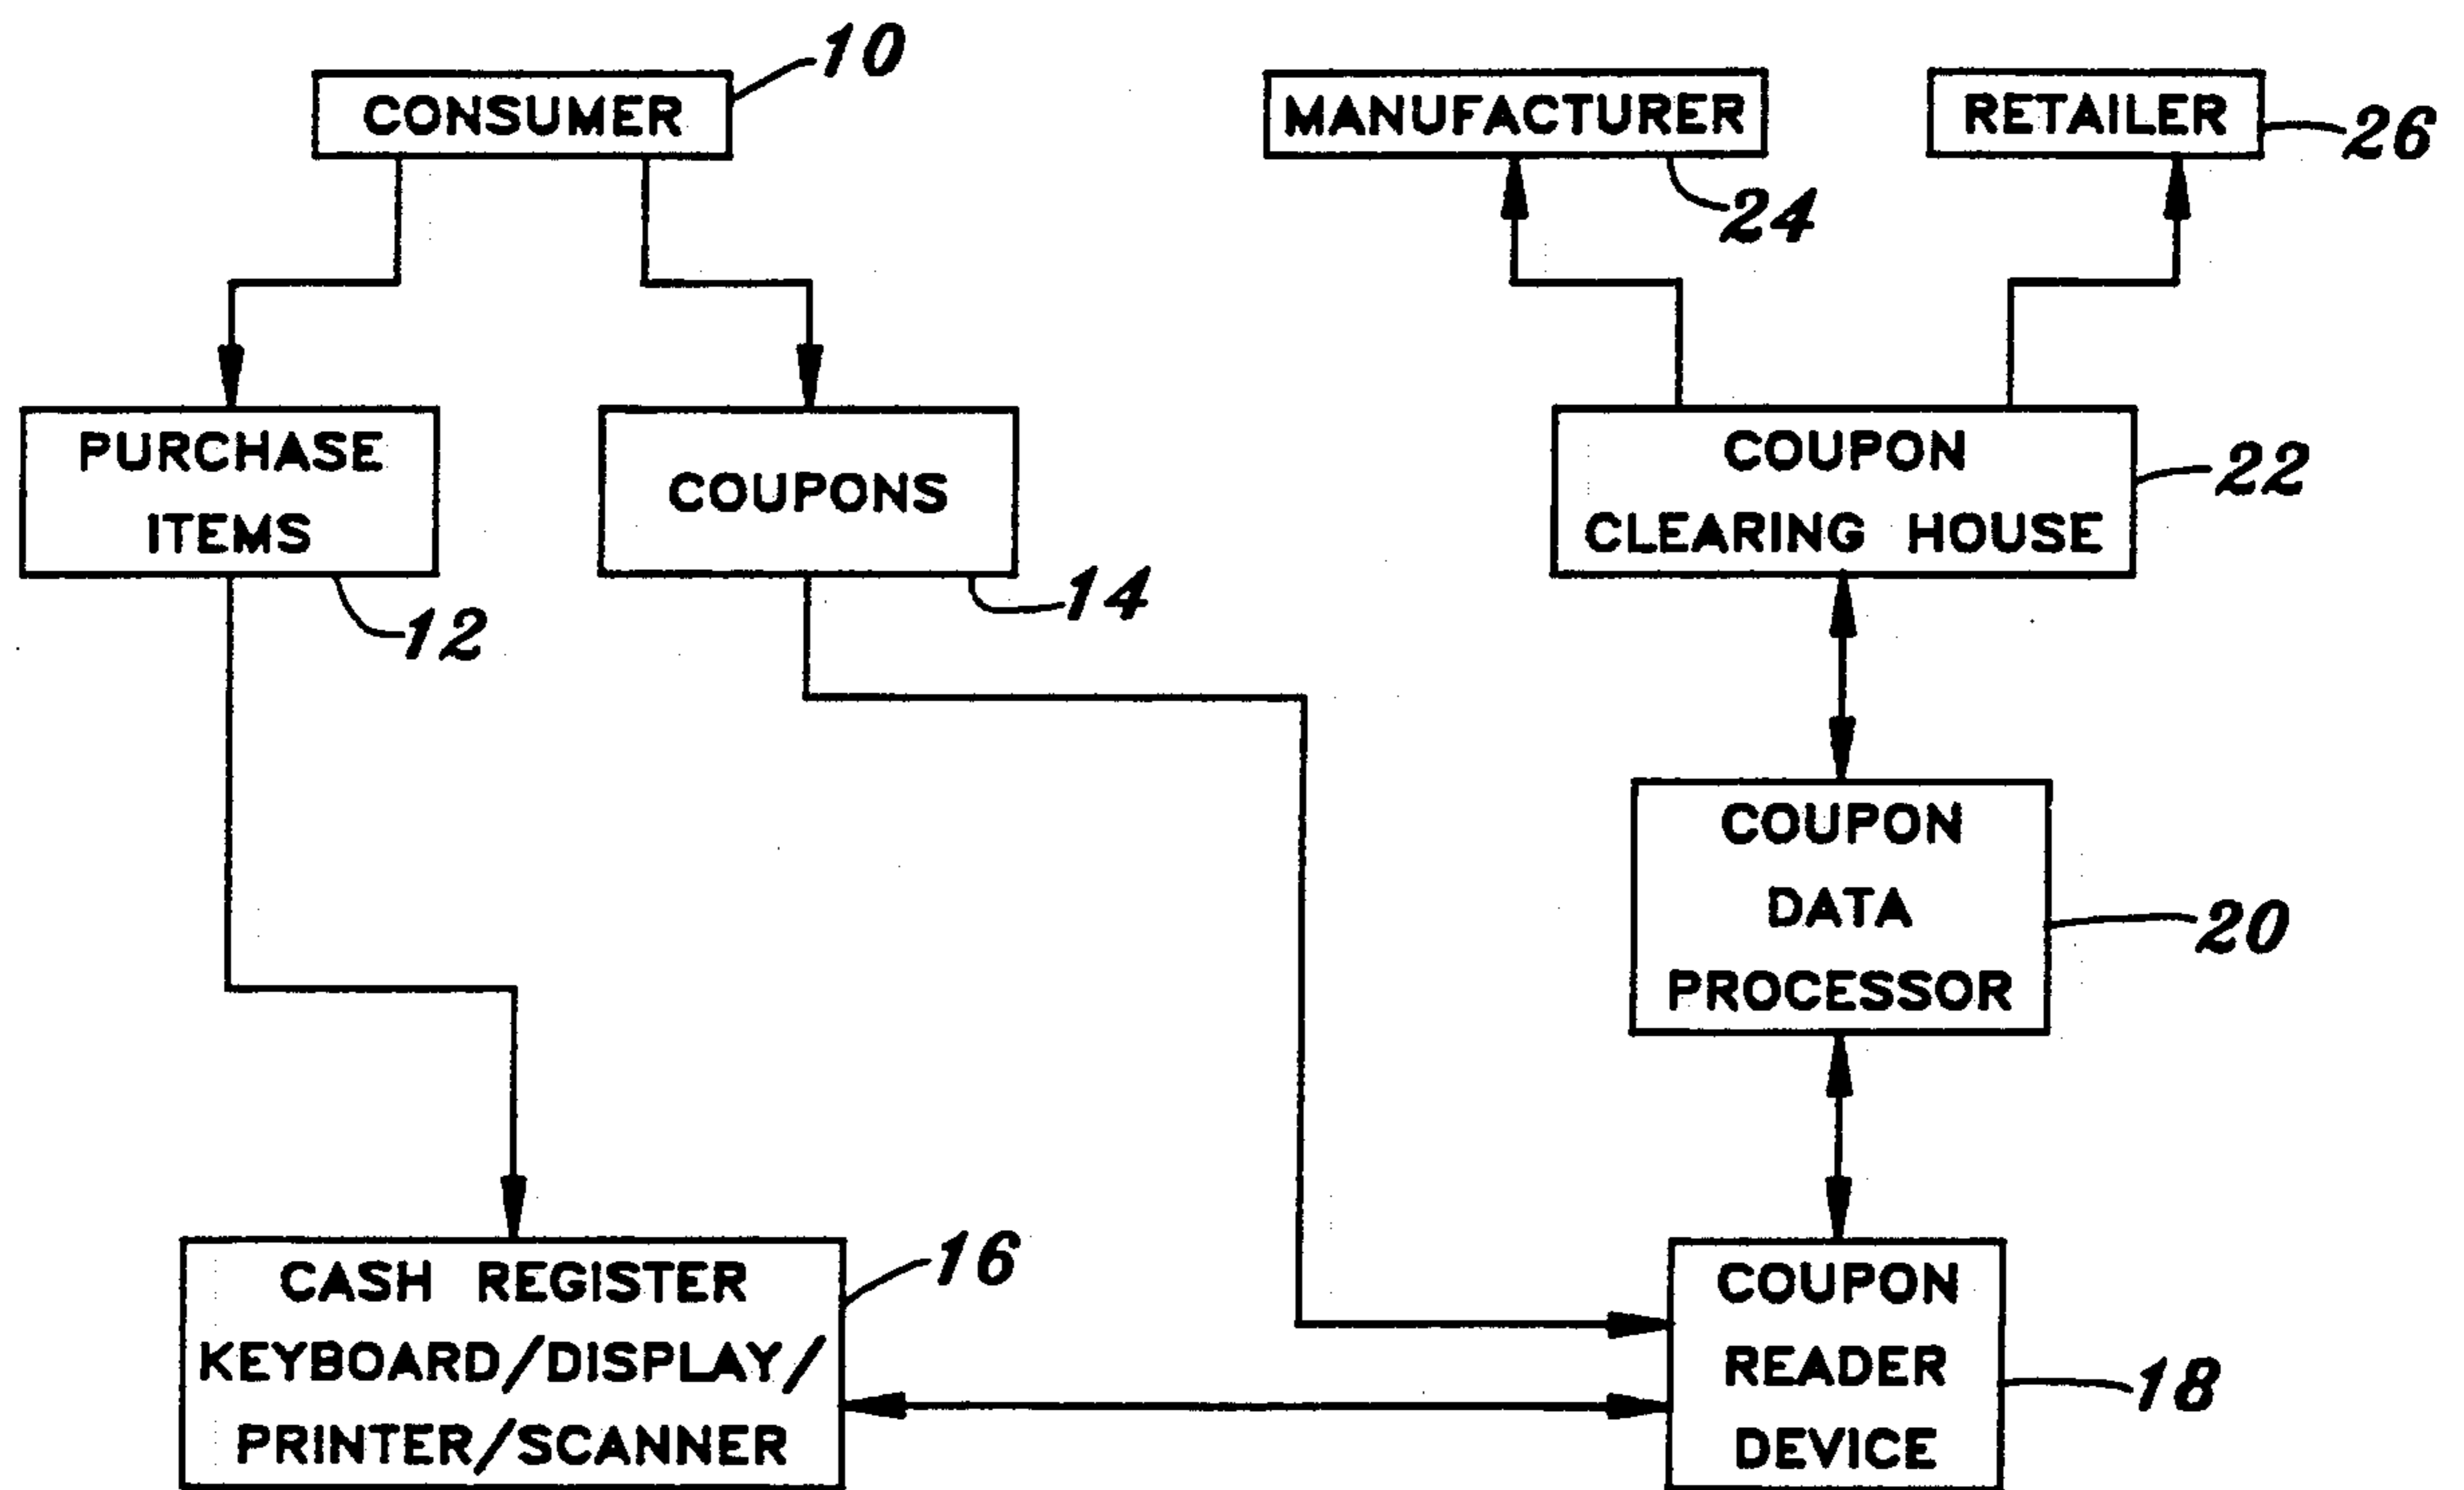 10
CONSUMER
MANUFACTURER
24
RETAILER
26
PURCHASE
ITEMS
12
COUPONS
14
COUPON
CLEARING HOUSE
22
COUPON
DATA
PROCESSOR
20
CASH REGISTER
KEYBOARD/DISPLAY/
PRINTER/SCANNER
16
COUPON
READER
DEVICE
18